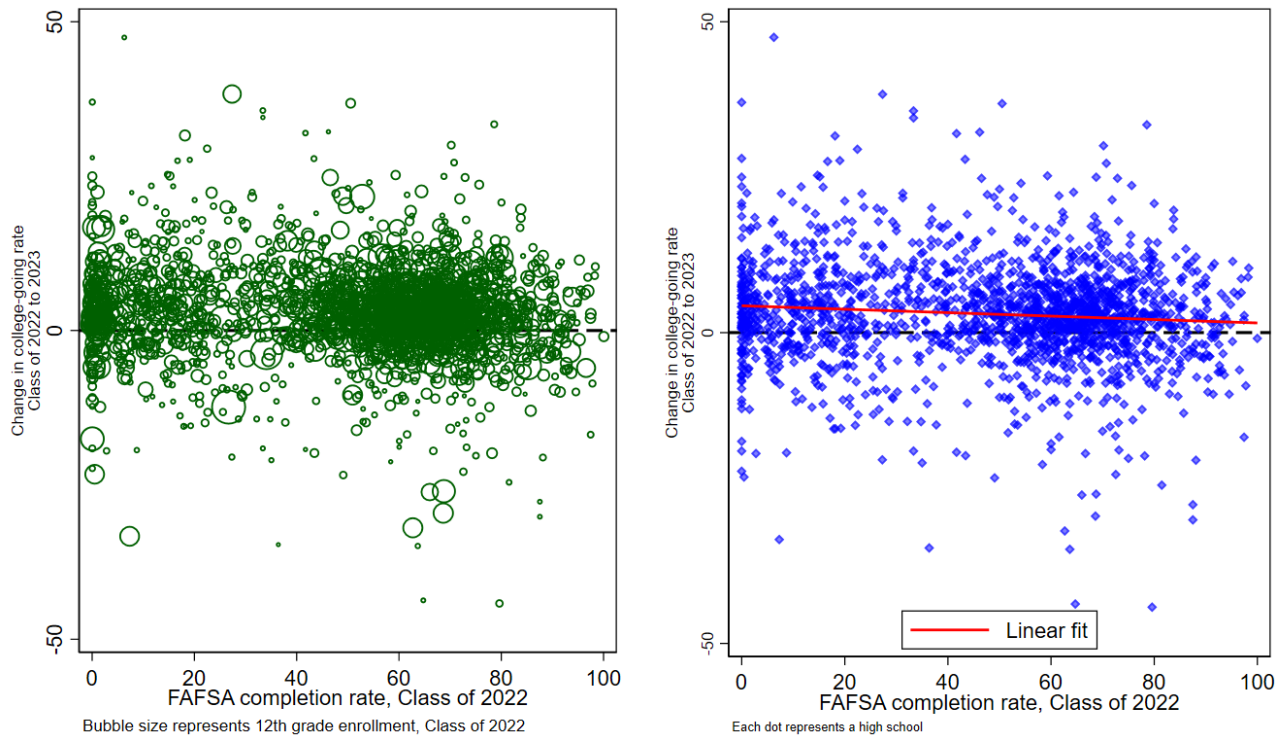 50
0
-50
Change in college-going rate
Class of 2022 to 2023
0 20 40 60 80 100
FAFSA completion rate, Class of 2022
Bubble size represents 12th grade enrollment, Class of 2022
50
0
-50
Change in college-going rate
Class of 2022 to 2023
Linear fit
0 20 40 60 80 100
FAFSA completion rate, Class of 2022
Each dot represents a high school